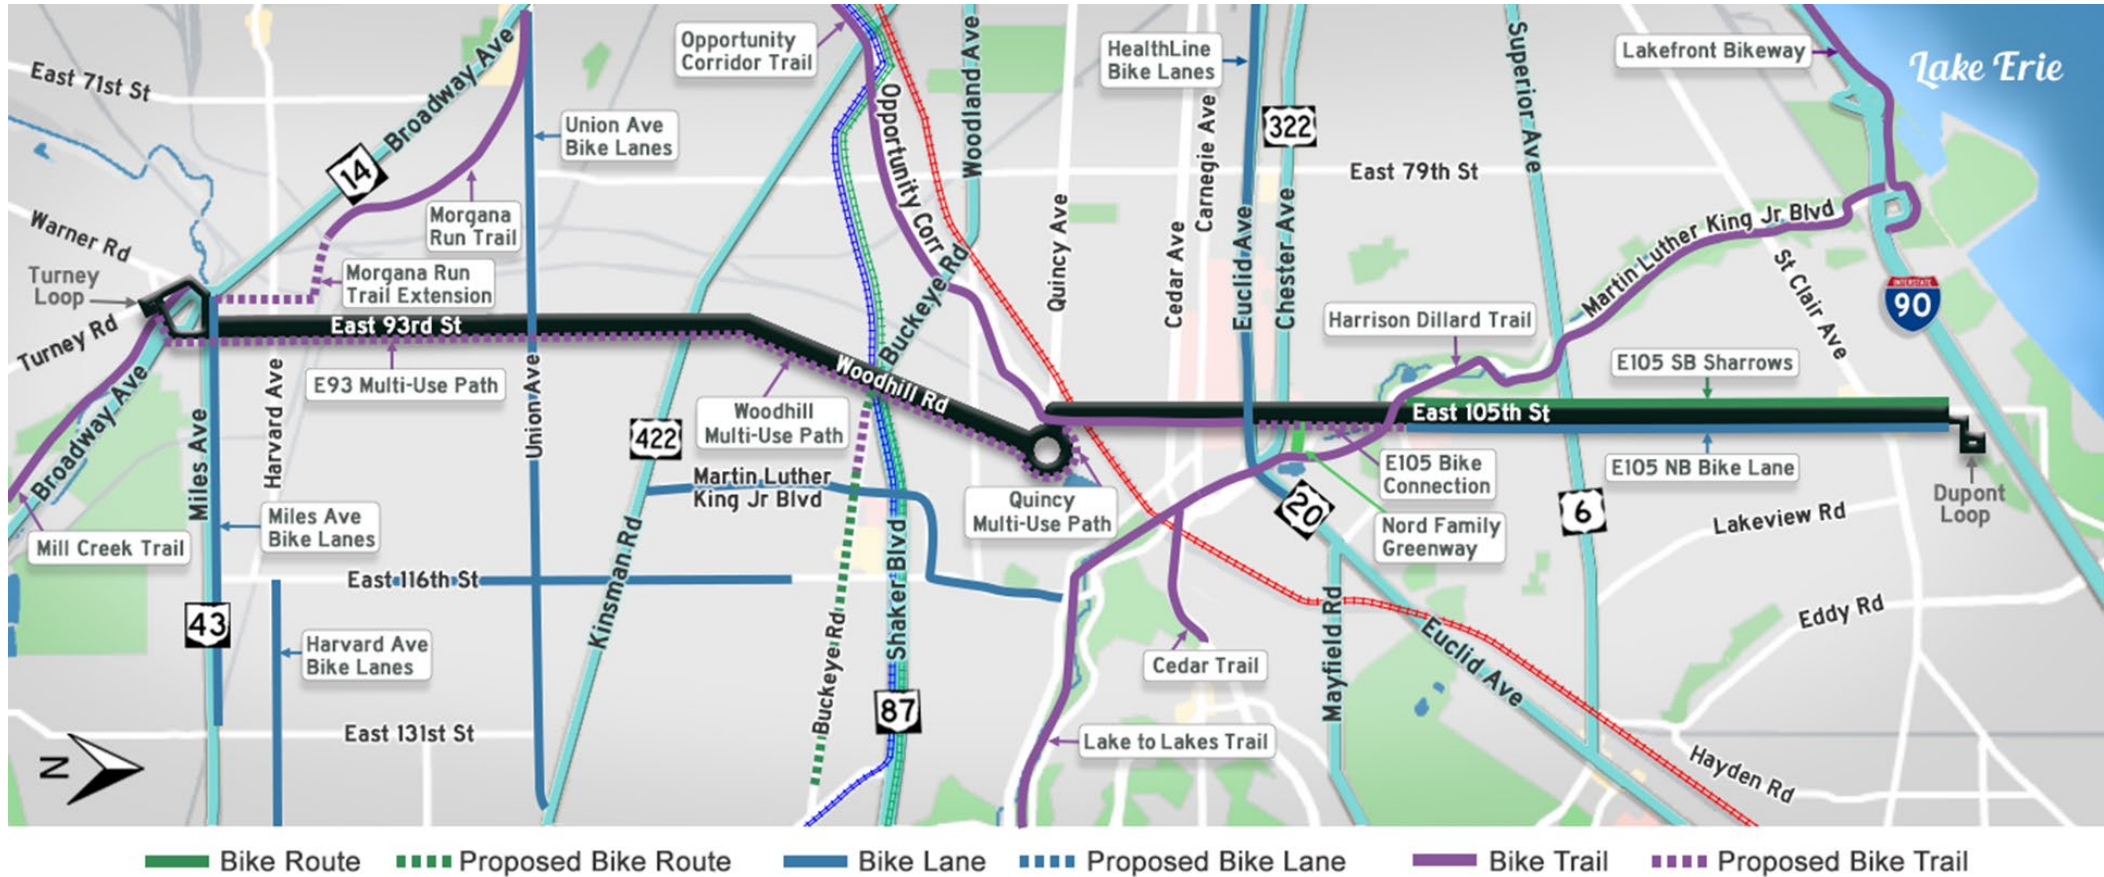 East 71st St
Broadway Ave
14
Union Ave
Bike Lanes
Opportunity
Corridor Trail
Opportunity Corr
Woodland Ave
HealthLine
Bike Lanes
Carnegie Ave
322
Superior Ave
Lakefront Bikeway
Lake Erie
East 79th St
Warner Rd
Turney
Loop
Turney Rd
Morgana
Run Trail
Morgana Run
Trail Extension
East 93rd St
E93 Multi-Use Path
Harvard Ave
Union Ave
Buckeye Rd
Quincy Ave
Cedar Ave
Euclid Ave
Chester Ave
Martin Luther King Jr Blvd
St Clair Ave
INTERSTATE
90
Harrison Dillard Trail
E105 SB Sharrows
Woodhill Rd
Woodhill
Multi-Use Path
East 105th St
Broadway Ave
Miles Ave
422
Martin Luther
King Jr Blvd
Quincy
Multi-Use Path
E105 Bike
Connection
E105 NB Bike Lane
Dupont
Loop
Mill Creek Trail
Miles Ave
Bike Lanes
20
Nord Family
Greenway
6
Lakeview Rd
East 116th St
Kinsman Rd
Buckeye Rd
Shaker Blvd
Eddy Rd
43
Harvard Ave
Bike Lanes
Cedar Trail
Mayfield Rd
Euclid Ave
87
East 131st St
Lake to Lakes Trail
Hayden Rd
N
Bike Route
Proposed Bike Route
Bike Lane
Proposed Bike Lane
Bike Trail
Proposed Bike Trail